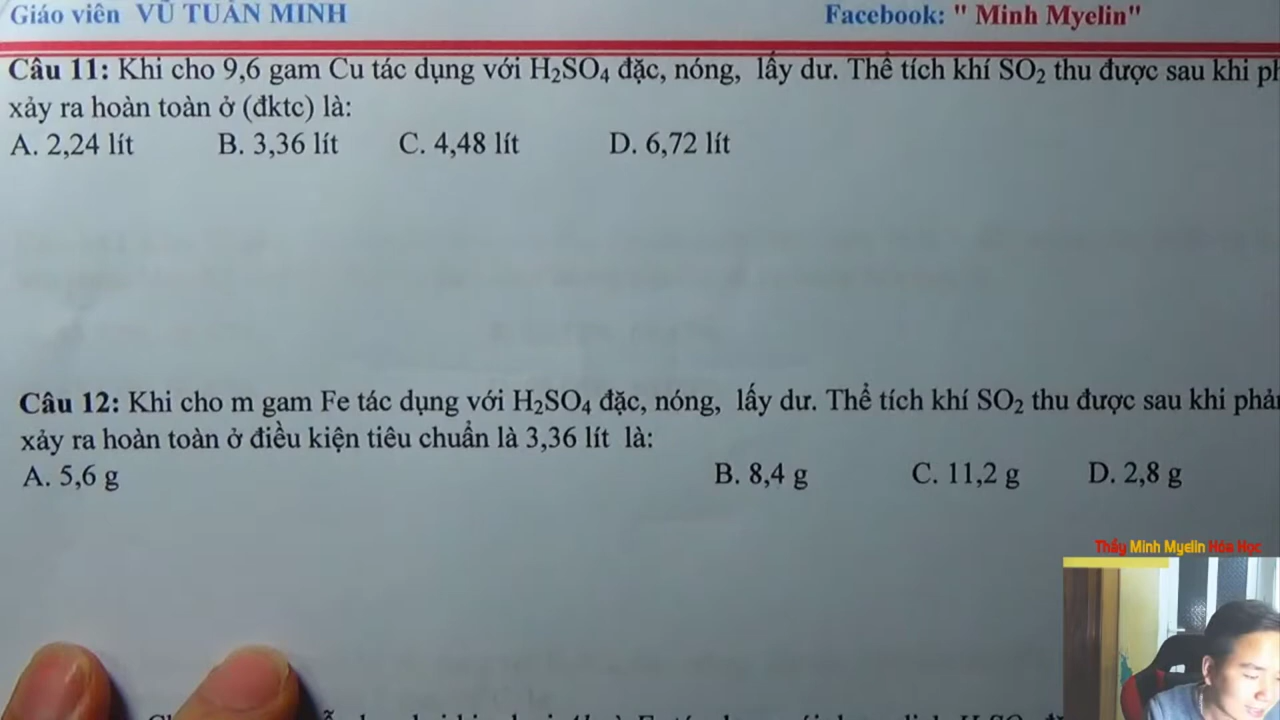 Giáo viên VŨ TUẤN MINH Facebook: " Minh Myelin"
Câu 11: Khi cho 9,6 gam Cu tác dụng với H₂SO₄ đặc, nóng, lấy dư. Thể tích khí SO₂ thu được sau khi
xảy ra hoàn toàn ở (đktc) là:
A. 2,24 lít B. 3,36 lít C. 4,48 lít D. 6,72 lít
Câu 12: Khi cho m gam Fe tác dụng với H₂SO₄ đặc, nóng, lấy dư. Thể tích khí SO₂ thu được sau khi
xảy ra hoàn toàn ở điều kiện tiêu chuẩn là 3,36 lít là:
A. 5,6 g B. 8,4 g C. 11,2 g D. 2,8 g
Thầy Minh Myelin Hóa Học